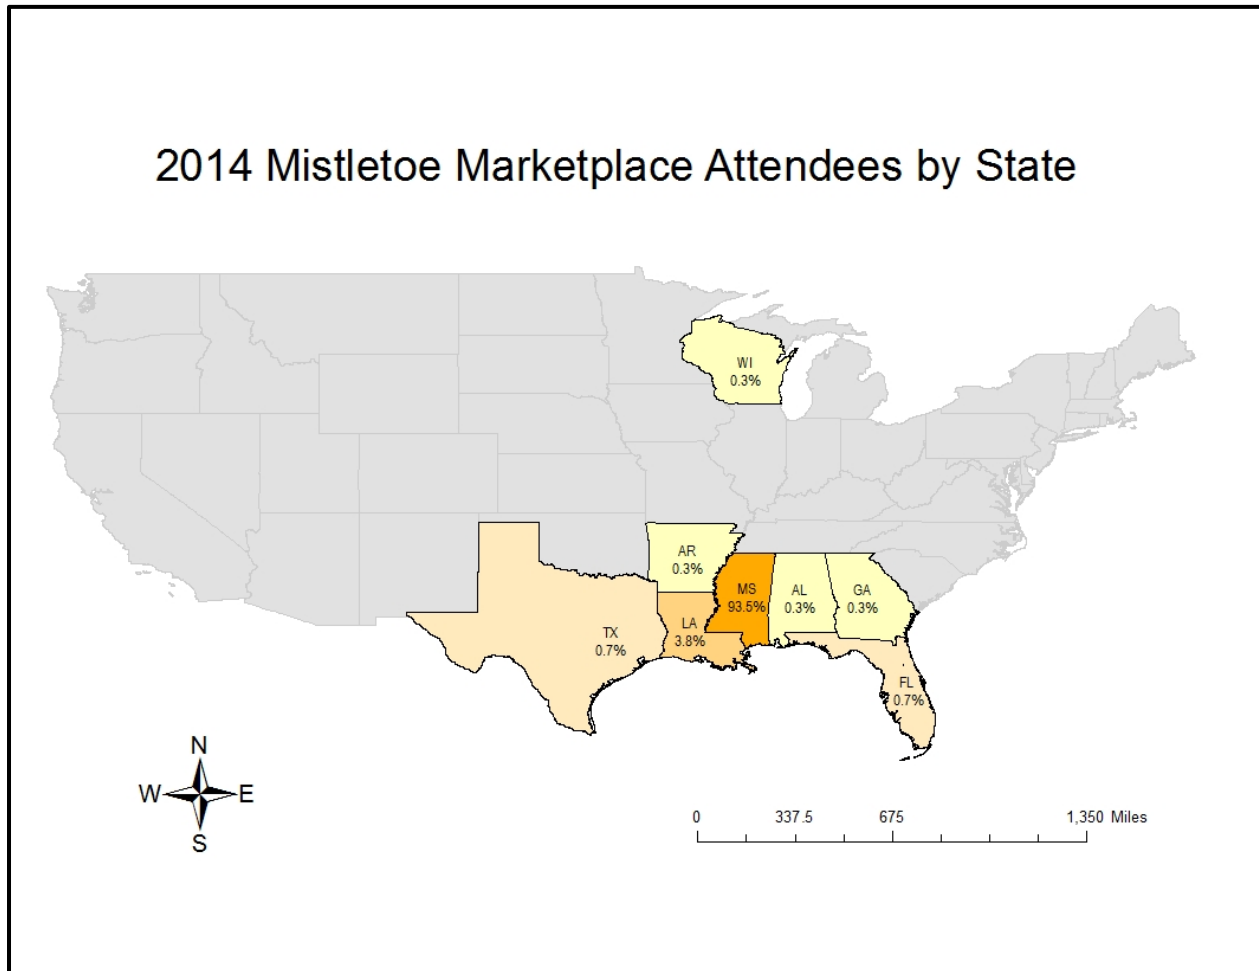 2014 Mistletoe Marketplace Attendees by State
WI
0.3%
AR
0.3%
MS
93.5%
AL
0.3%
GA
0.3%
LA
3.8%
TX
0.7%
FL
0.7%
N
W E
S
0 337.5 675 1,350 Miles